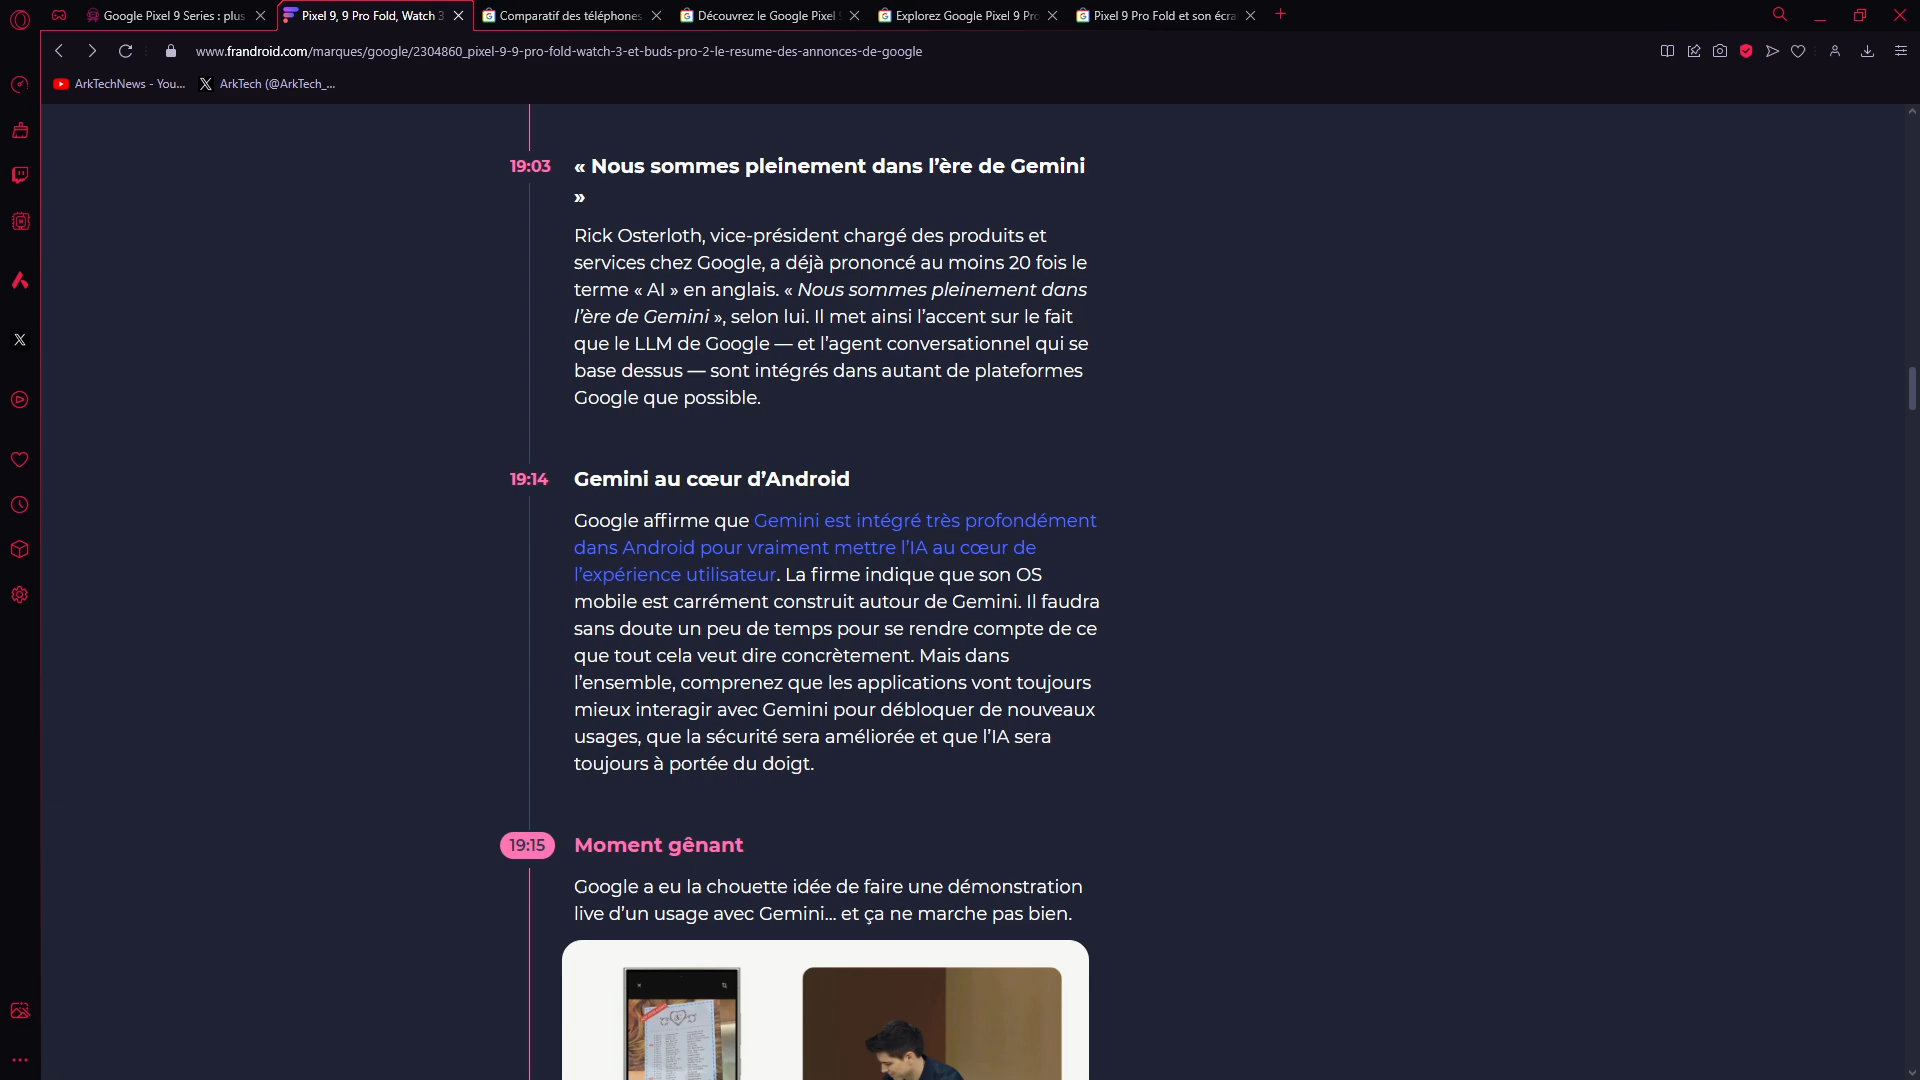 Google Pixel 9 Series : plus
Pixel 9, 9 Pro Fold, Watch 3
Comparatif des téléphones
Découvrez le Google Pixel 9
Explorez Google Pixel 9 Pro
Pixel 9 Pro Fold et son écra
www.frandroid.com/marques/google/2304860_pixel-9-9-pro-fold-watch-3-et-buds-pro-2-le-resume-des-annonces-de-google
ArkTechNews - You...
ArkTech (@ArkTech_...
19:03
« Nous sommes pleinement dans l’ère de Gemini
»
Rick Osterloth, vice-président chargé des produits et
services chez Google, a déjà prononcé au moins 20 fois le
terme « AI » en anglais. « Nous sommes pleinement dans
l’ère de Gemini », selon lui. Il met ainsi l’accent sur le fait
que le LLM de Google — et l’agent conversationnel qui se
base dessus — sont intégrés dans autant de plateformes
Google que possible.
19:14
Gemini au cœur d’Android
Google affirme que Gemini est intégré très profondément
dans Android pour vraiment mettre l’IA au cœur de
l’expérience utilisateur. La firme indique que son OS
mobile est carrément construit autour de Gemini. Il faudra
sans doute un peu de temps pour se rendre compte de ce
que tout cela veut dire concrètement. Mais dans
l’ensemble, comprenez que les applications vont toujours
mieux interagir avec Gemini pour débloquer de nouveaux
usages, que la sécurité sera améliorée et que l’IA sera
toujours à portée du doigt.
19:15
Moment gênant
Google a eu la chouette idée de faire une démonstration
live d’un usage avec Gemini… et ça ne marche pas bien.